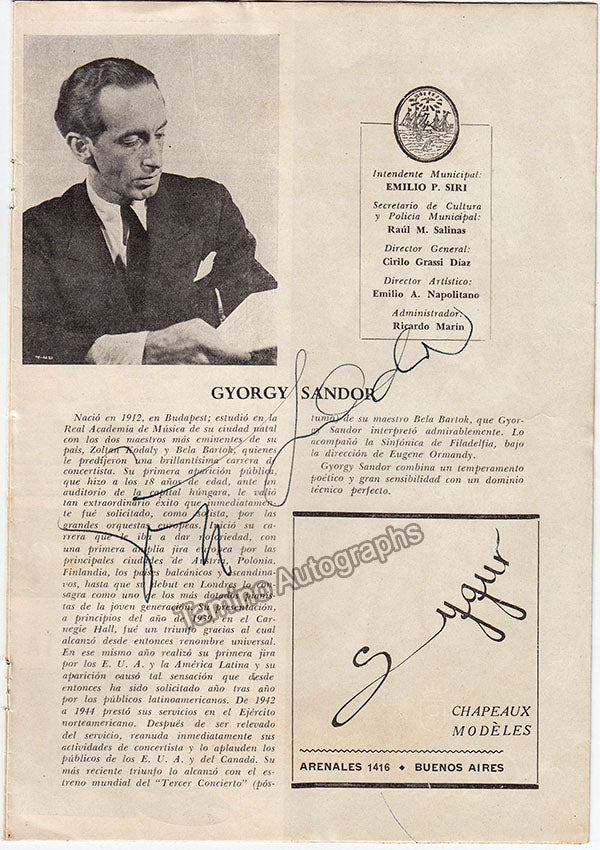 Intendente Municipal:
EMILIO P. SIRI
Secretario de Cultura
y Policía Municipal:
Raúl M. Salinas
Director General:
Cirilo Grassi Díaz
Director Artístico:
Emilio A. Napolitano
Administrador:
Ricardo Marín
GYORGY SANDOR
Nació en 1912, en Budapest; estudió en la
Real Academia de Música de su ciudad natal
con los dos maestros más eminentes de su
país, Zoltan Kodaly y Bela Bartok, quienes
le predijeron una brillantísima carrera de
concertista. Su primera aparición pública,
que hizo a los 18 años de edad, ante un
auditorio de la capital húngara, le valió
tan extraordinario éxito que inmediatamen-
te fué solicitado, como solista, por las
grandes orquestas europeas. Inició su ca-
rrera que iba a dar notoriedad, con
una primera amplia jira europea por las
principales ciudades de Polonia,
Finlandia, los países balcánicos y escandina-
vos, hasta que su debut en Londres con-
sagra como uno de los más dotados pianis-
tas de la joven generación. Su presentación,
a principios del año de 1939, en el Car-
negie Hall, fué un triunfo gracias al cual
alcanzó desde entonces renombre universal.
En ese mismo año realizó su primera jira
por los E. U. A. y la América Latina y su
aparición causó tal sensación que desde
entonces ha sido solicitado año tras año
por los públicos latinoamericanos. De 1942
a 1944 prestó sus servicios en el Ejército
norteamericano. Después de ser relevado
del servicio, reanuda inmediatamente sus
actividades de concertista y lo aplauden los
públicos de los E. U. A. y del Canadá. Su
más reciente triunfo lo alcanzó con el es-
treno mundial del "Tercer Concierto" (pós-
tumo) de su maestro Bela Bartok, que Gyor-
gy Sandor interpretó admirablemente. Lo
acompañó la Sinfónica de Filadelfia, bajo
la dirección de Eugene Ormandy.
Gyorgy Sandor combina un temperamento
poético y gran sensibilidad con un dominio
técnico perfecto.
Tamino Autographs
Sygur
CHAPEAUX
MODÈLES
ARENALES 1416 • BUENOS AIRES